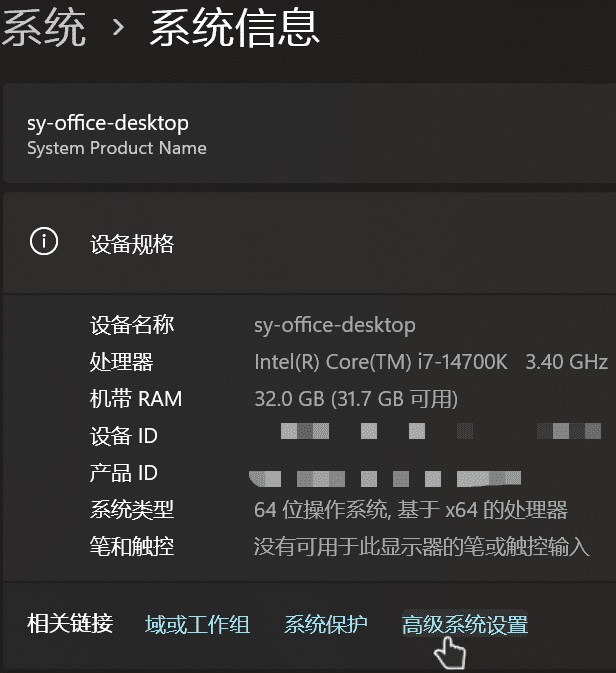 系统 › 系统信息
sy-office-desktop
System Product Name
设备规格
设备名称 sy-office-desktop
处理器 Intel(R) Core(TM) i7-14700K 3.40 GHz
机带 RAM 32.0 GB (31.7 GB 可用)
设备 ID
产品 ID
系统类型 64 位操作系统, 基于 x64 的处理器
笔和触控 没有可用于此显示器的笔或触控输入
相关链接 域或工作组 系统保护 高级系统设置